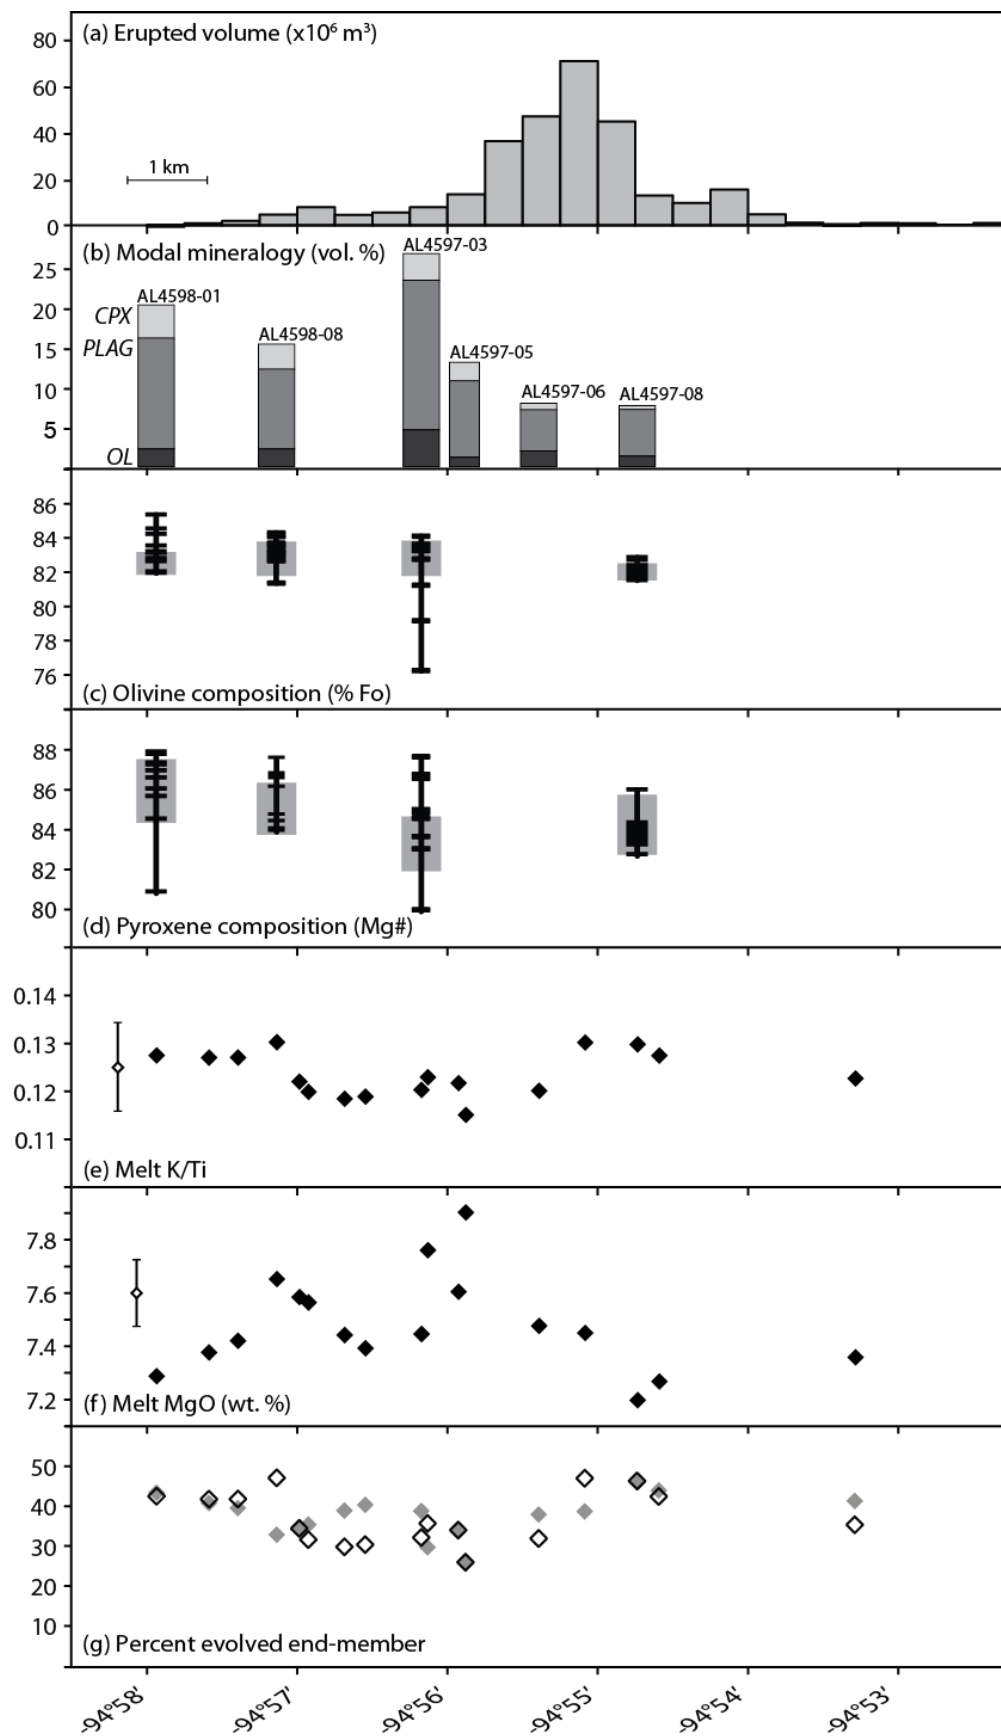 (a) Erupted volume (x10⁶ m³)
80
60
40
20
0
1 km
(b) Modal mineralogy (vol. %)
25
20
15
10
5
CPX
PLAG
OL
AL4598-01
AL4598-08
AL4597-03
AL4597-05
AL4597-06
AL4597-08
86
84
82
80
78
76
(c) Olivine composition (% Fo)
88
86
84
82
80
(d) Pyroxene composition (Mg#)
0.14
0.13
0.12
0.11
(e) Melt K/Ti
7.8
7.6
7.4
7.2
(f) Melt MgO (wt. %)
50
40
30
20
10
(g) Percent evolved end-member
-94°58'
-94°57'
-94°56'
-94°55'
-94°54'
-94°53'